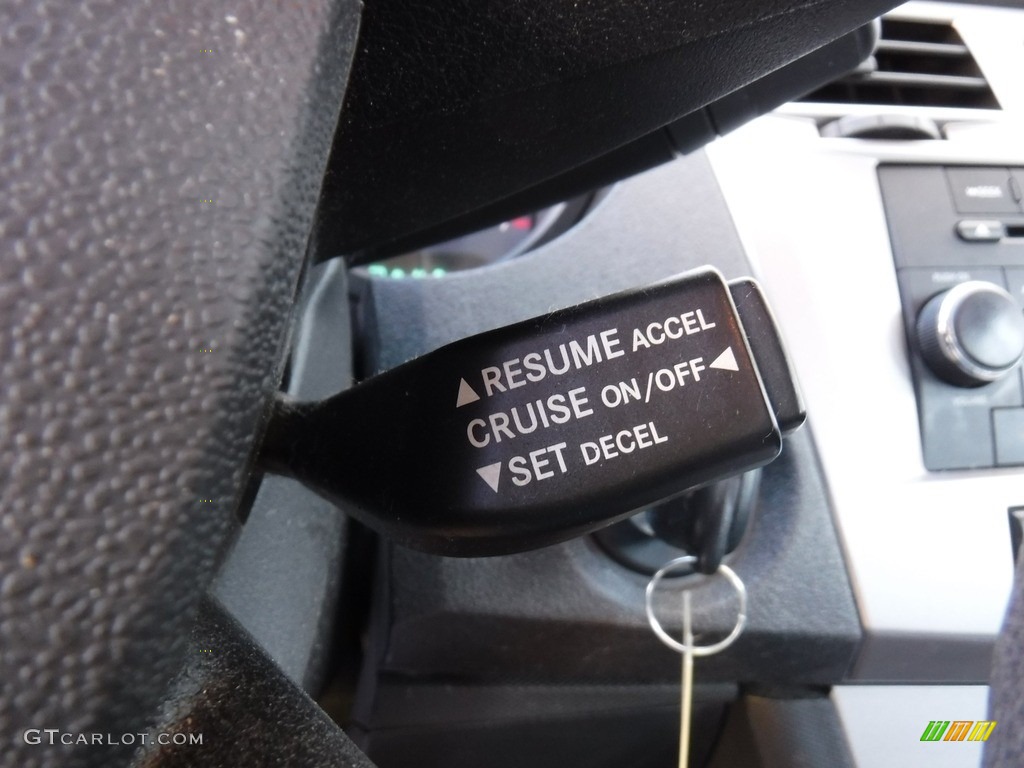 RESUME ACCEL
CRUISE ON/OFF
SET DECEL
GTCARLOT.COM